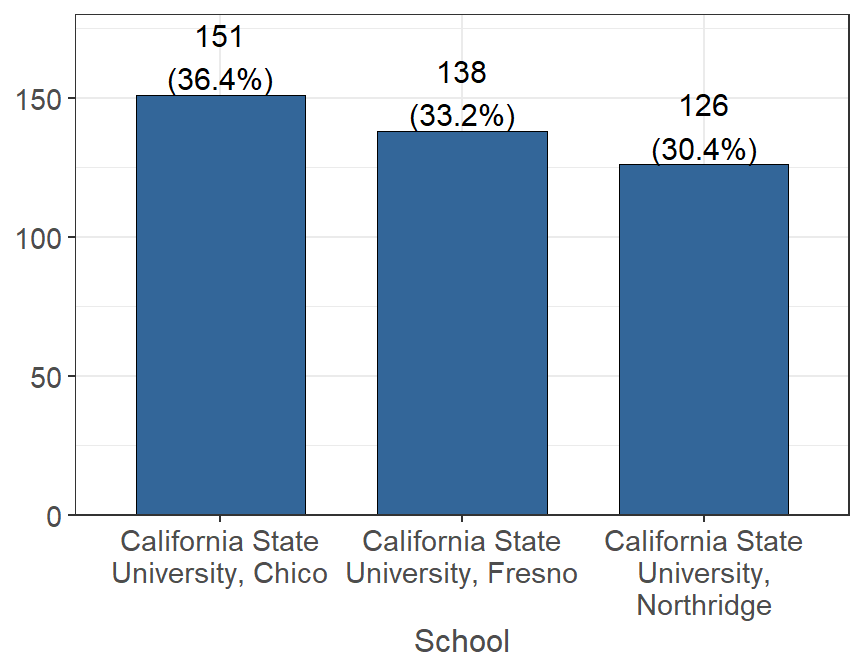 151
(36.4%)
138
(33.2%)
126
(30.4%)
150
100
50
0
California State
University, Chico
California State
University, Fresno
California State
University,
Northridge
School